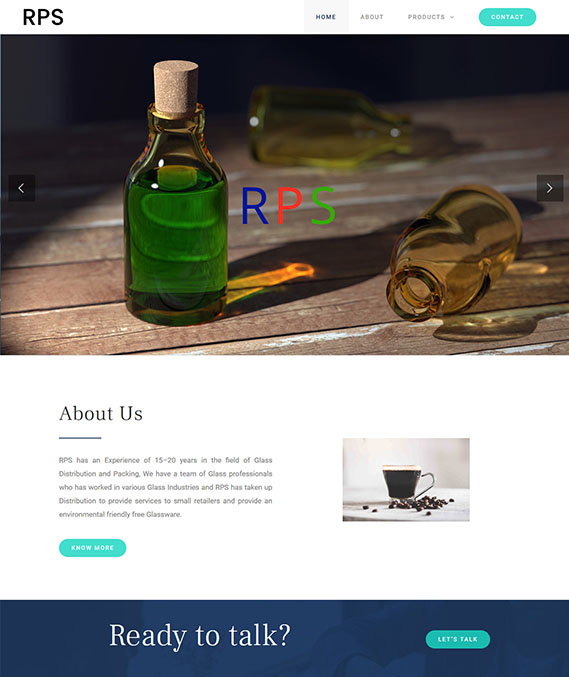 RPS
HOME ABOUT PRODUCTS CONTACT
RPS
About Us
RPS has an Experience of 15–20 years in the field of Glass
Distribution and Packing, We have a team of Glass professionals
who has worked in various Glass Industries and RPS has taken up
Distribution to provide services to small retailers and provide an
environmental friendly free Glassware.
KNOW MORE
Ready to talk?
LET'S TALK